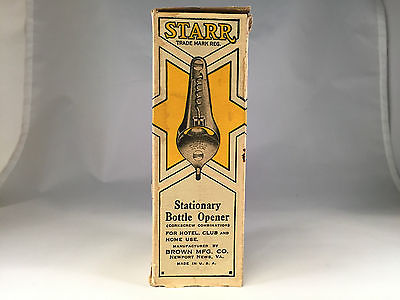 STARR
TRADE MARK REG.
Stationary
Bottle Opener
(CORKSCREW COMBINATION)
FOR HOTEL, CLUB AND
HOME USE.
MANUFACTURED BY
BROWN MFG. CO.
NEWPORT NEWS, VA.
MADE IN U.S.A.